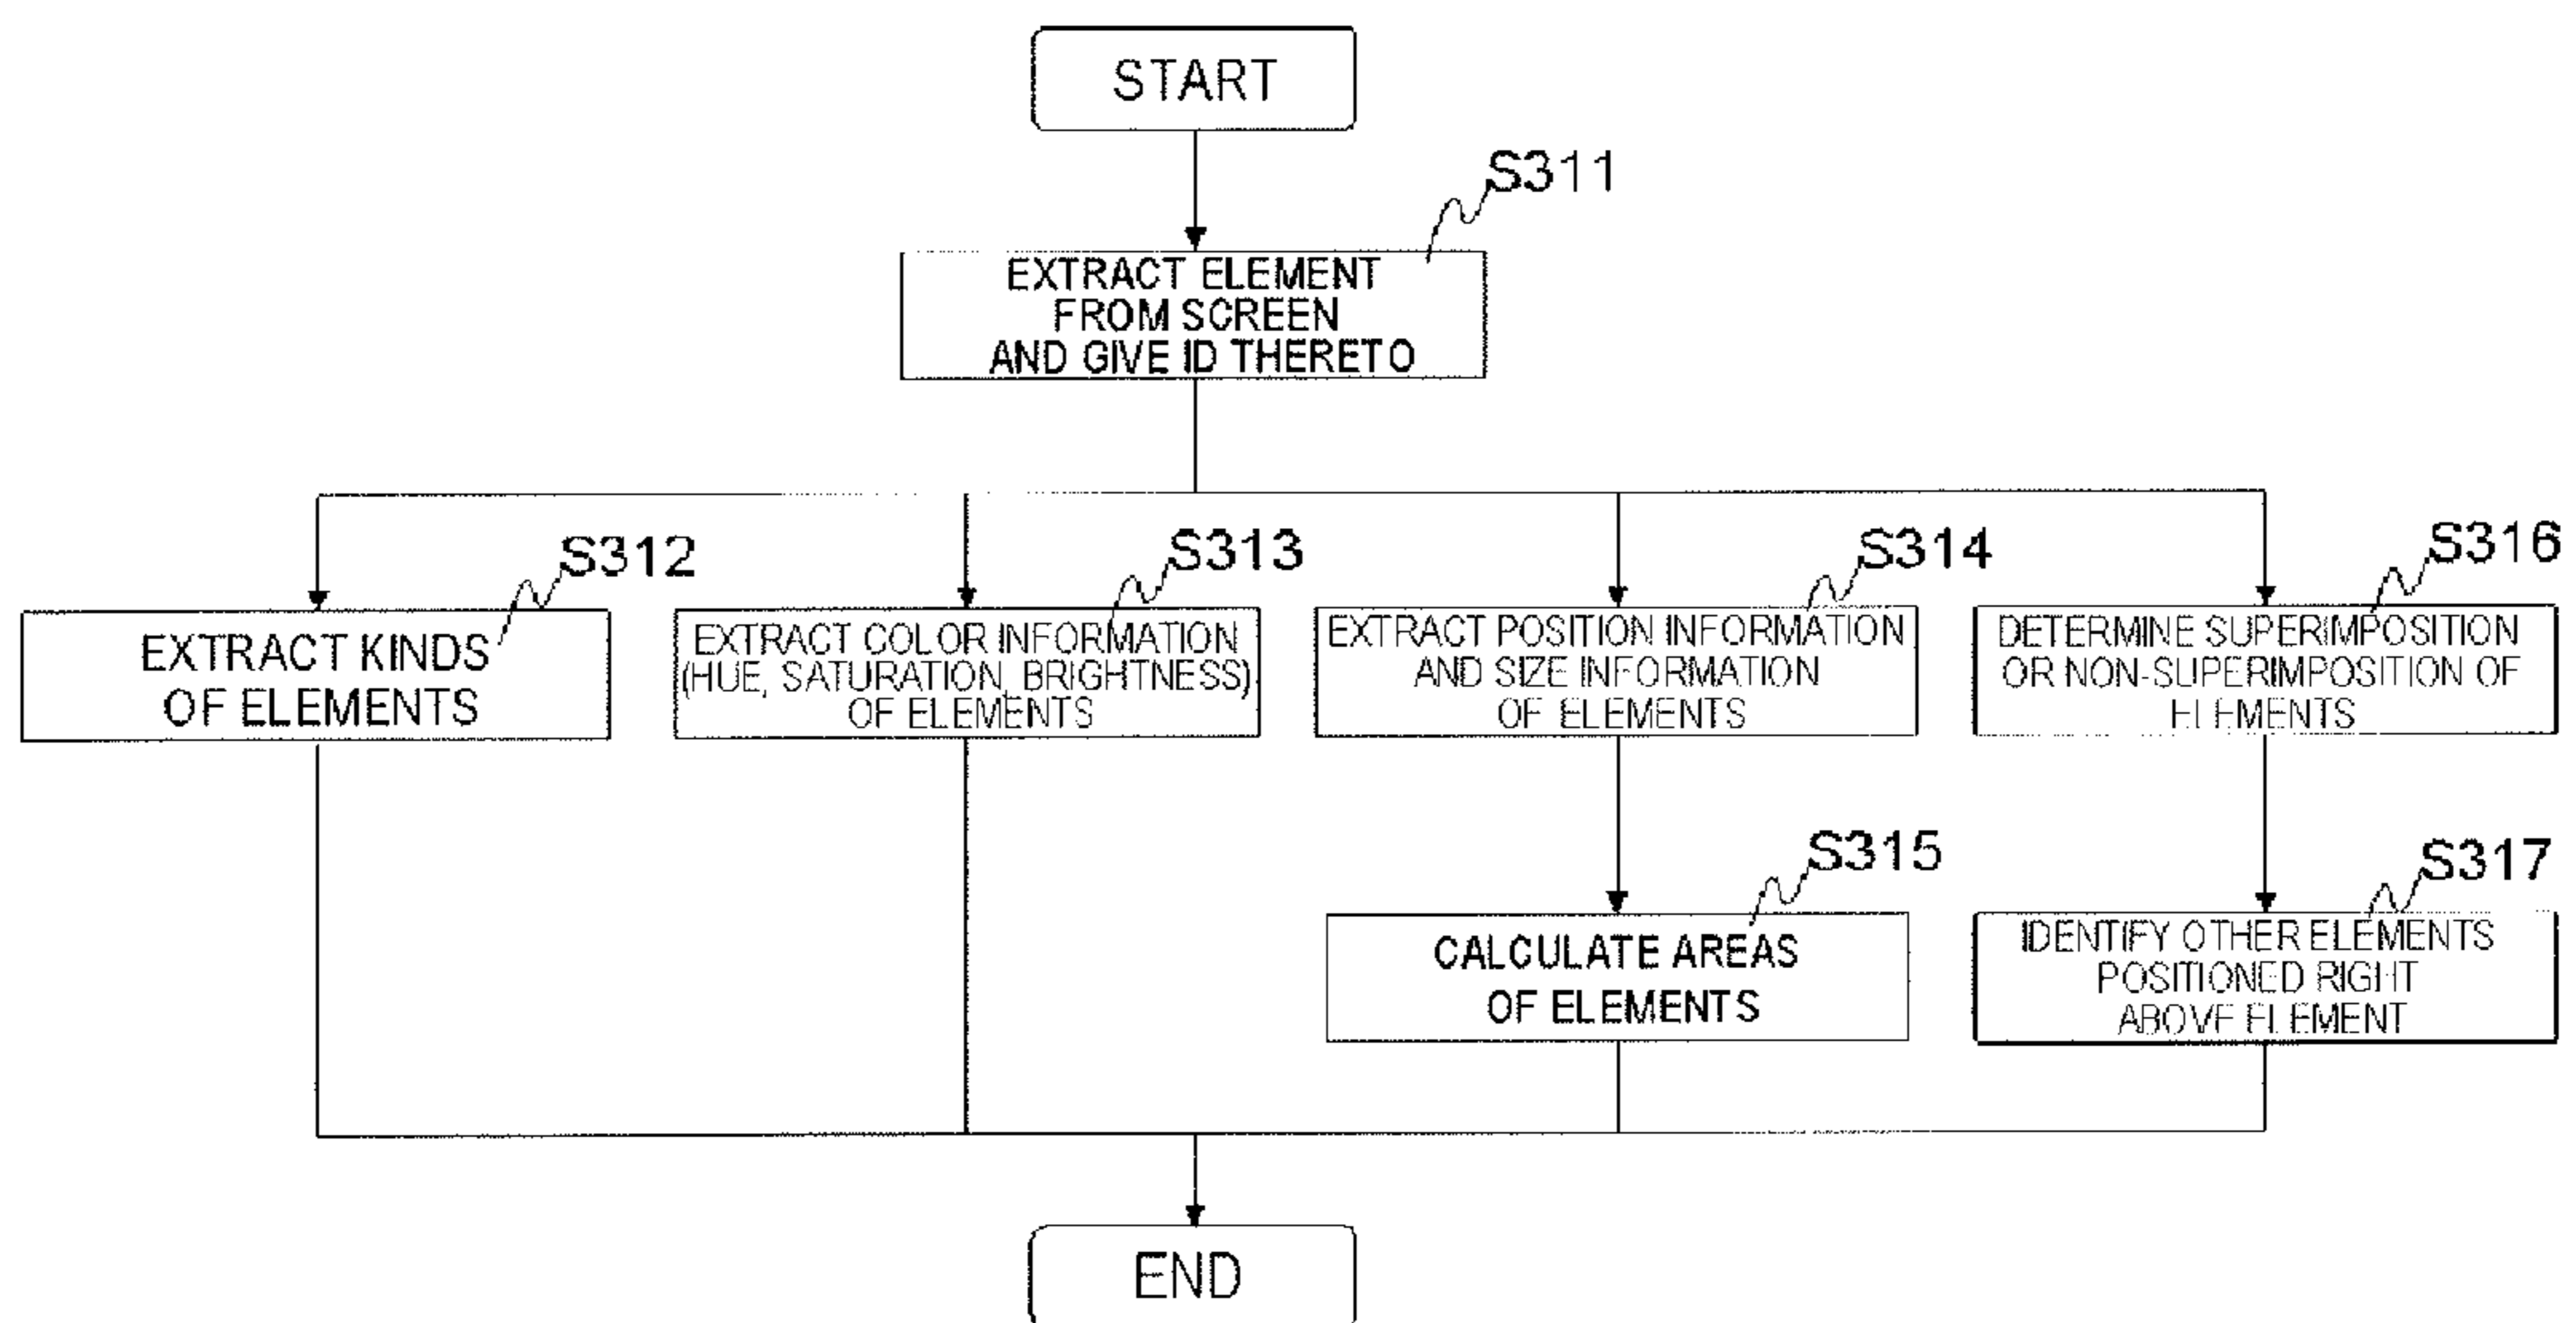 START
S311
EXTRACT ELEMENT
FROM SCREEN
AND GIVE ID THERETO
S312
EXTRACT KINDS
OF ELEMENTS
S313
EXTRACT COLOR INFORMATION
(HUE, SATURATION, BRIGHTNESS)
OF ELEMENTS
S314
EXTRACT POSITION INFORMATION
AND SIZE INFORMATION
OF ELEMENTS
S316
DETERMINE SUPERIMPOSITION
OR NON-SUPERIMPOSITION OF
ELEMENTS
S315
CALCULATE AREAS
OF ELEMENTS
S317
IDENTIFY OTHER ELEMENTS
POSITIONED RIGHT
ABOVE ELEMENT
END